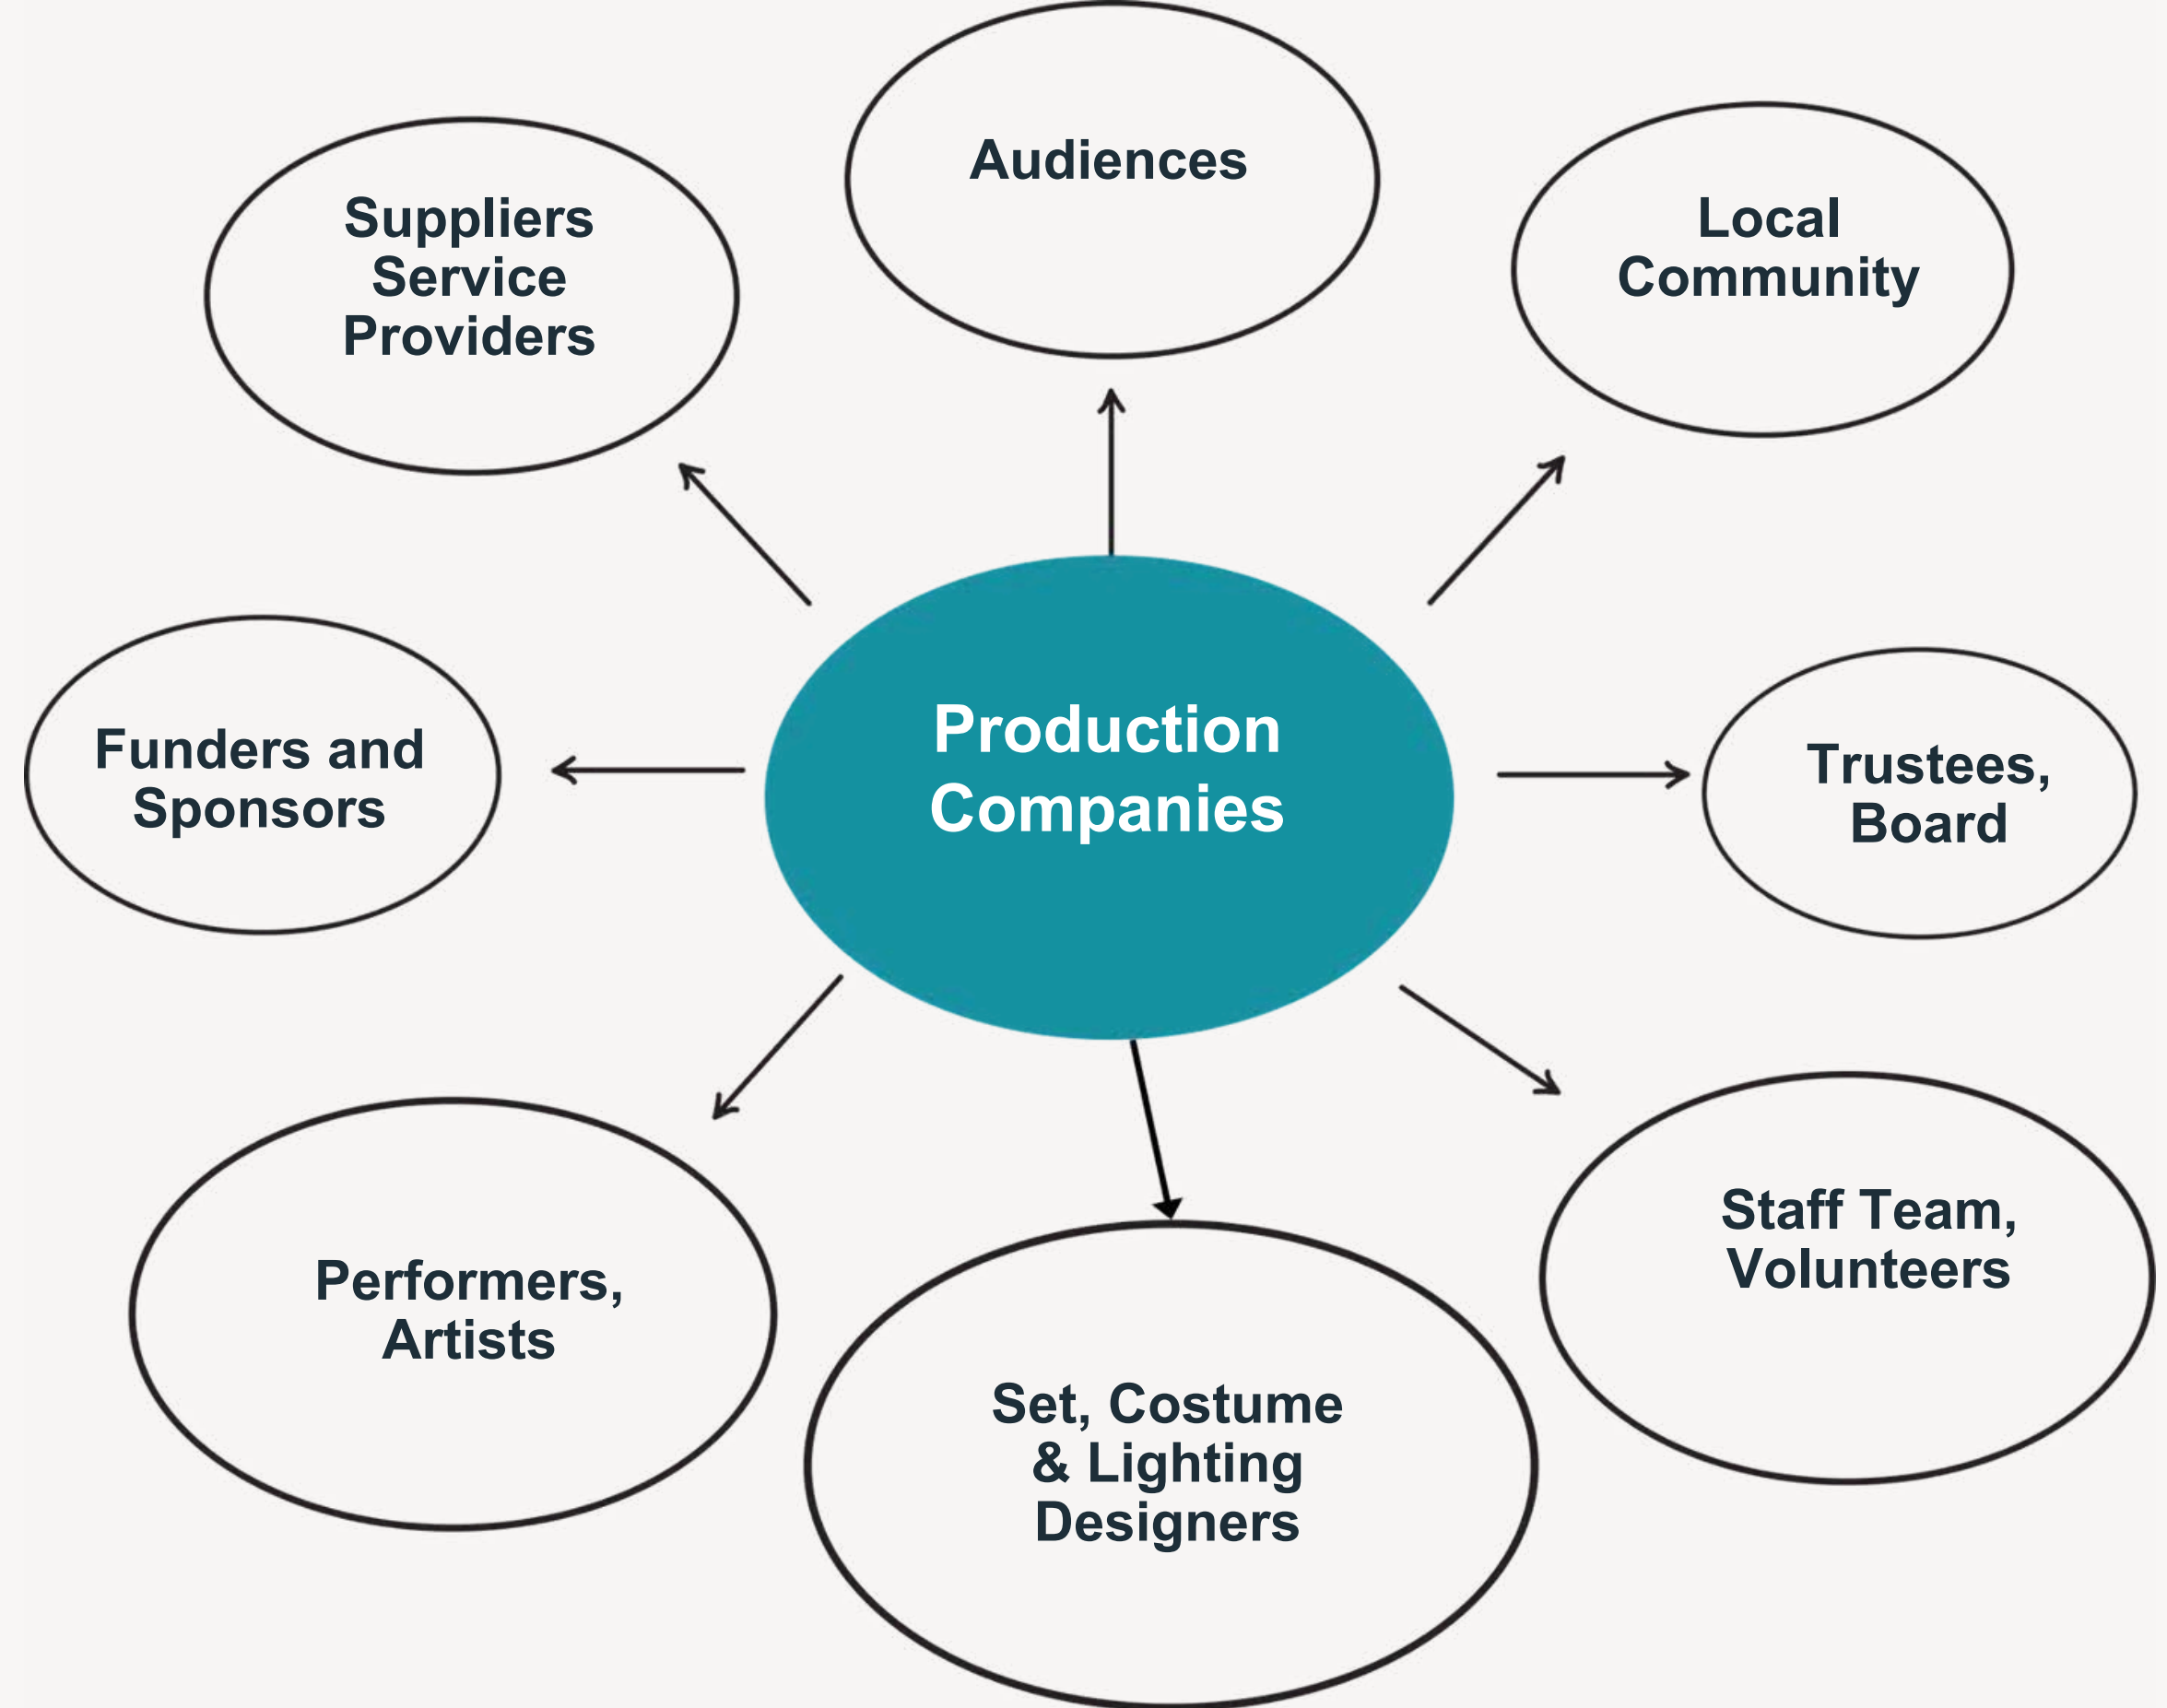 Audiences
Suppliers
Service
Providers
Local
Community
Production
Companies
Funders and
Sponsors
Trustees,
Board
Performers,
Artists
Staff Team,
Volunteers
Set, Costume
& Lighting
Designers